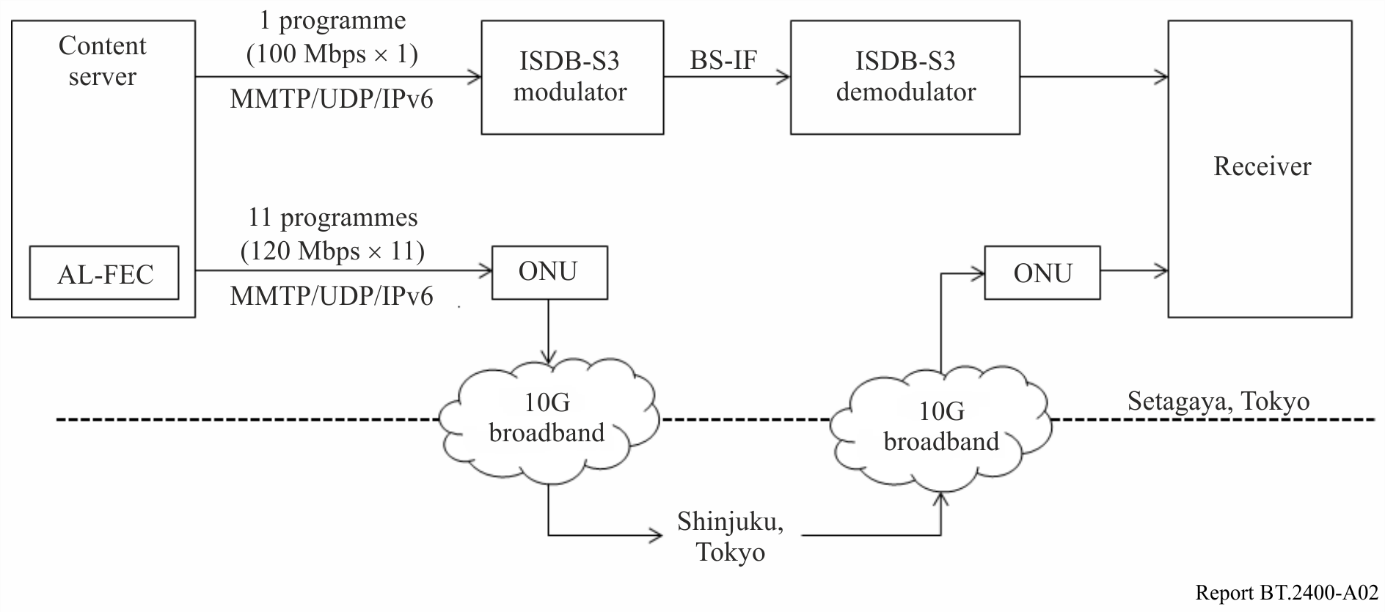 Content
server
1 programme
(100 Mbps × 1)
MMTP/UDP/IPv6
ISDB-S3
modulator
BS-IF
ISDB-S3
demodulator
Receiver
11 programmes
(120 Mbps × 11)
MMTP/UDP/IPv6
AL-FEC
ONU
ONU
10G
broadband
10G
broadband
Setagaya, Tokyo
Shinjuku,
Tokyo
Report BT.2400-A02